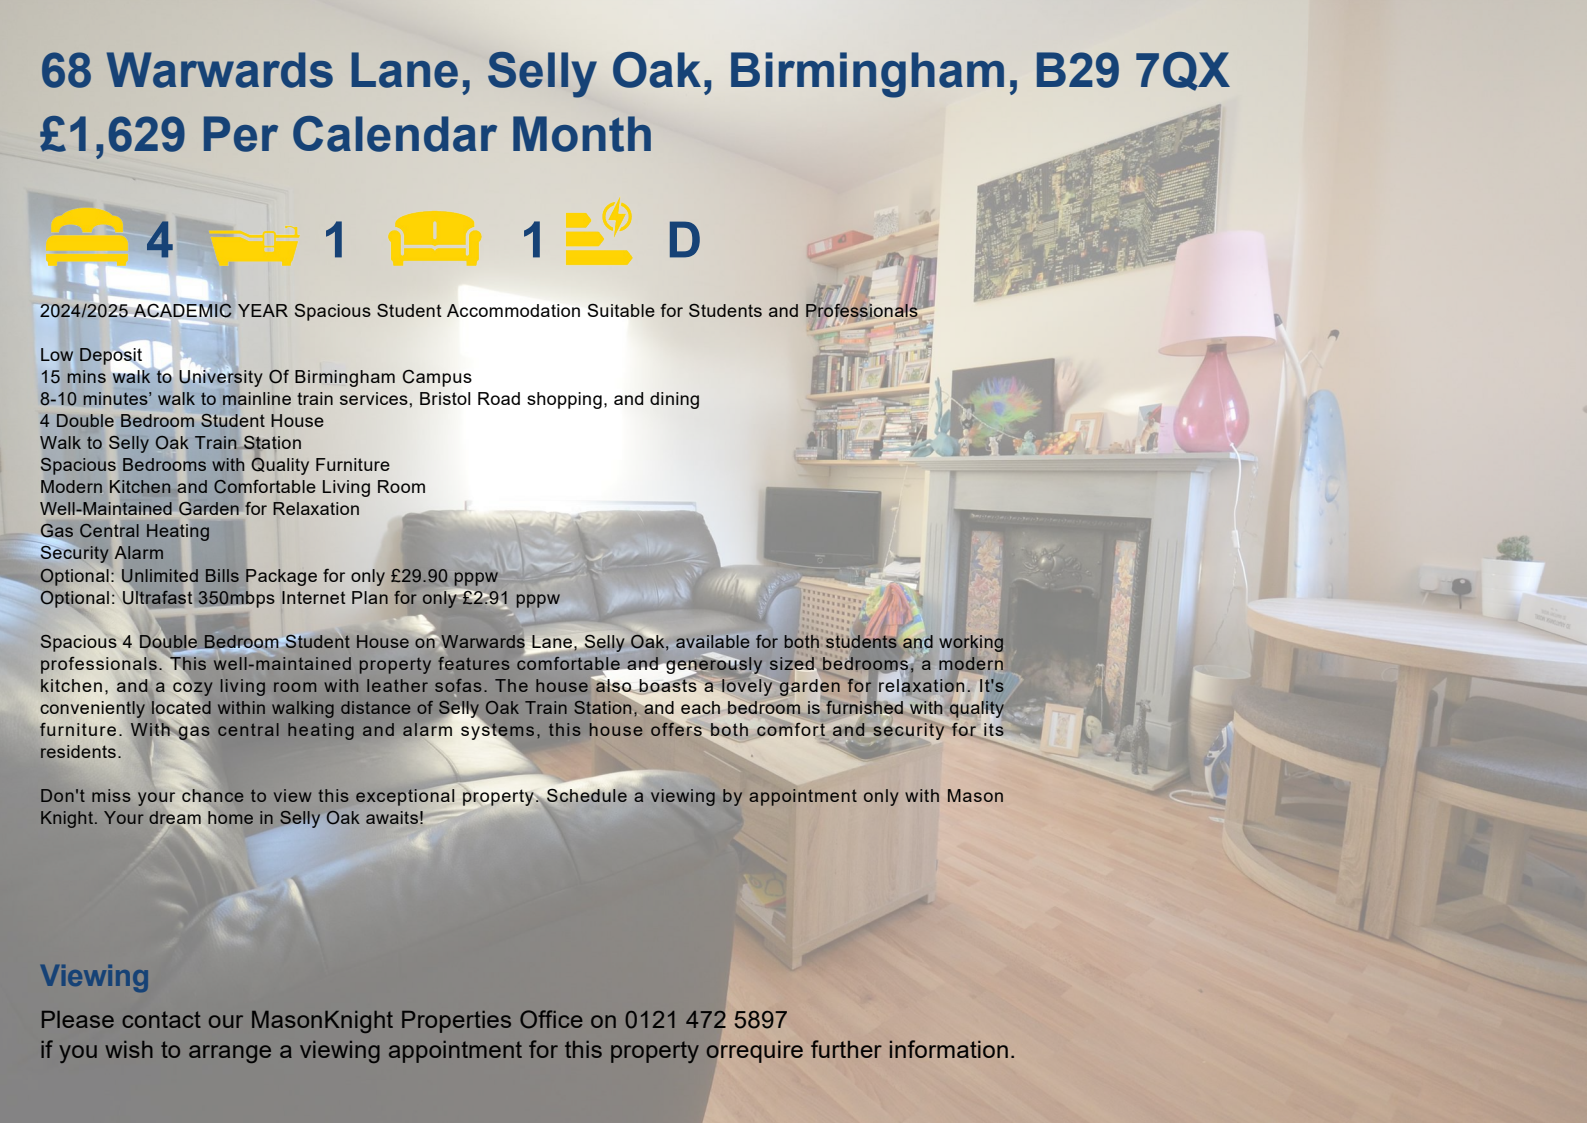 68 Warwards Lane, Selly Oak, Birmingham, B29 7QX
£1,629 Per Calendar Month
4 1 1 D
2024/2025 ACADEMIC YEAR Spacious Student Accommodation Suitable for Students and Professionals
Low Deposit
15 mins walk to University Of Birmingham Campus
8-10 minutes’ walk to mainline train services, Bristol Road shopping, and dining
4 Double Bedroom Student House
Walk to Selly Oak Train Station
Spacious Bedrooms with Quality Furniture
Modern Kitchen and Comfortable Living Room
Well-Maintained Garden for Relaxation
Gas Central Heating
Security Alarm
Optional: Unlimited Bills Package for only £29.90 pppw
Optional: Ultrafast 350mbps Internet Plan for only £2.91 pppw
Spacious 4 Double Bedroom Student House on Warwards Lane, Selly Oak, available for both students and working
professionals. This well-maintained property features comfortable and generously sized bedrooms, a modern
kitchen, and a cozy living room with leather sofas. The house also boasts a lovely garden for relaxation. It's
conveniently located within walking distance of Selly Oak Train Station, and each bedroom is furnished with quality
furniture. With gas central heating and alarm systems, this house offers both comfort and security for its
residents.
Don't miss your chance to view this exceptional property. Schedule a viewing by appointment only with Mason
Knight. Your dream home in Selly Oak awaits!
Viewing
Please contact our MasonKnight Properties Office on 0121 472 5897
if you wish to arrange a viewing appointment for this property orrequire further information.